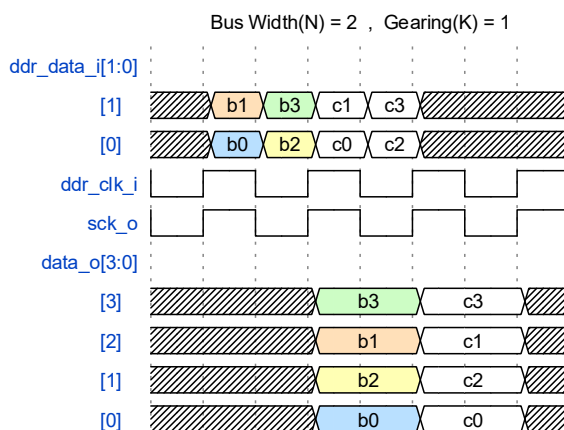 Bus Width(N) = 2 , Gearing(K) = 1
ddr_data_i[1:0]
[1] b1 b3 c1 c3
[0] b0 b2 c0 c2
ddr_clk_i
sck_o
data_o[3:0]
[3] b3 c3
[2] b1 c1
[1] b2 c2
[0] b0 c0